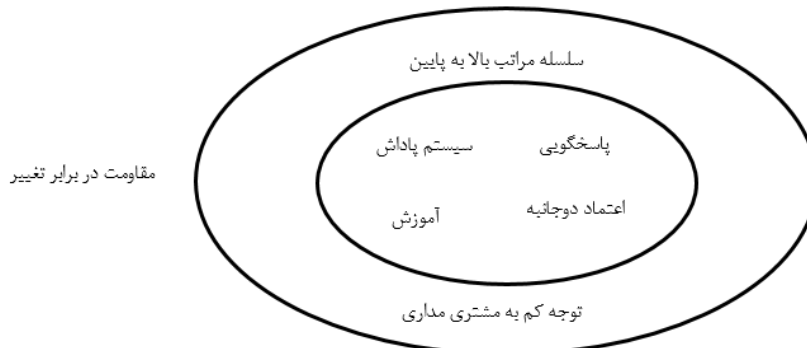 سلسله مراتب بالا به پایین
پاسخگویی
سیستم پاداش
مقاومت در برابر تغییر
اعتماد دوجانبه
آموزش
توجه کم به مشتری مداری